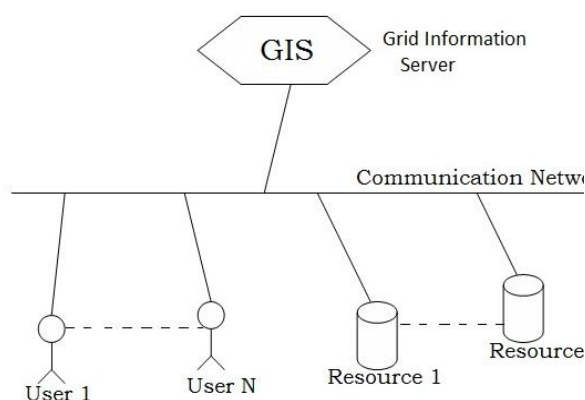 GIS
Grid Information
Server
Communication Netwo
User 1
User N
Resource 1
Resource